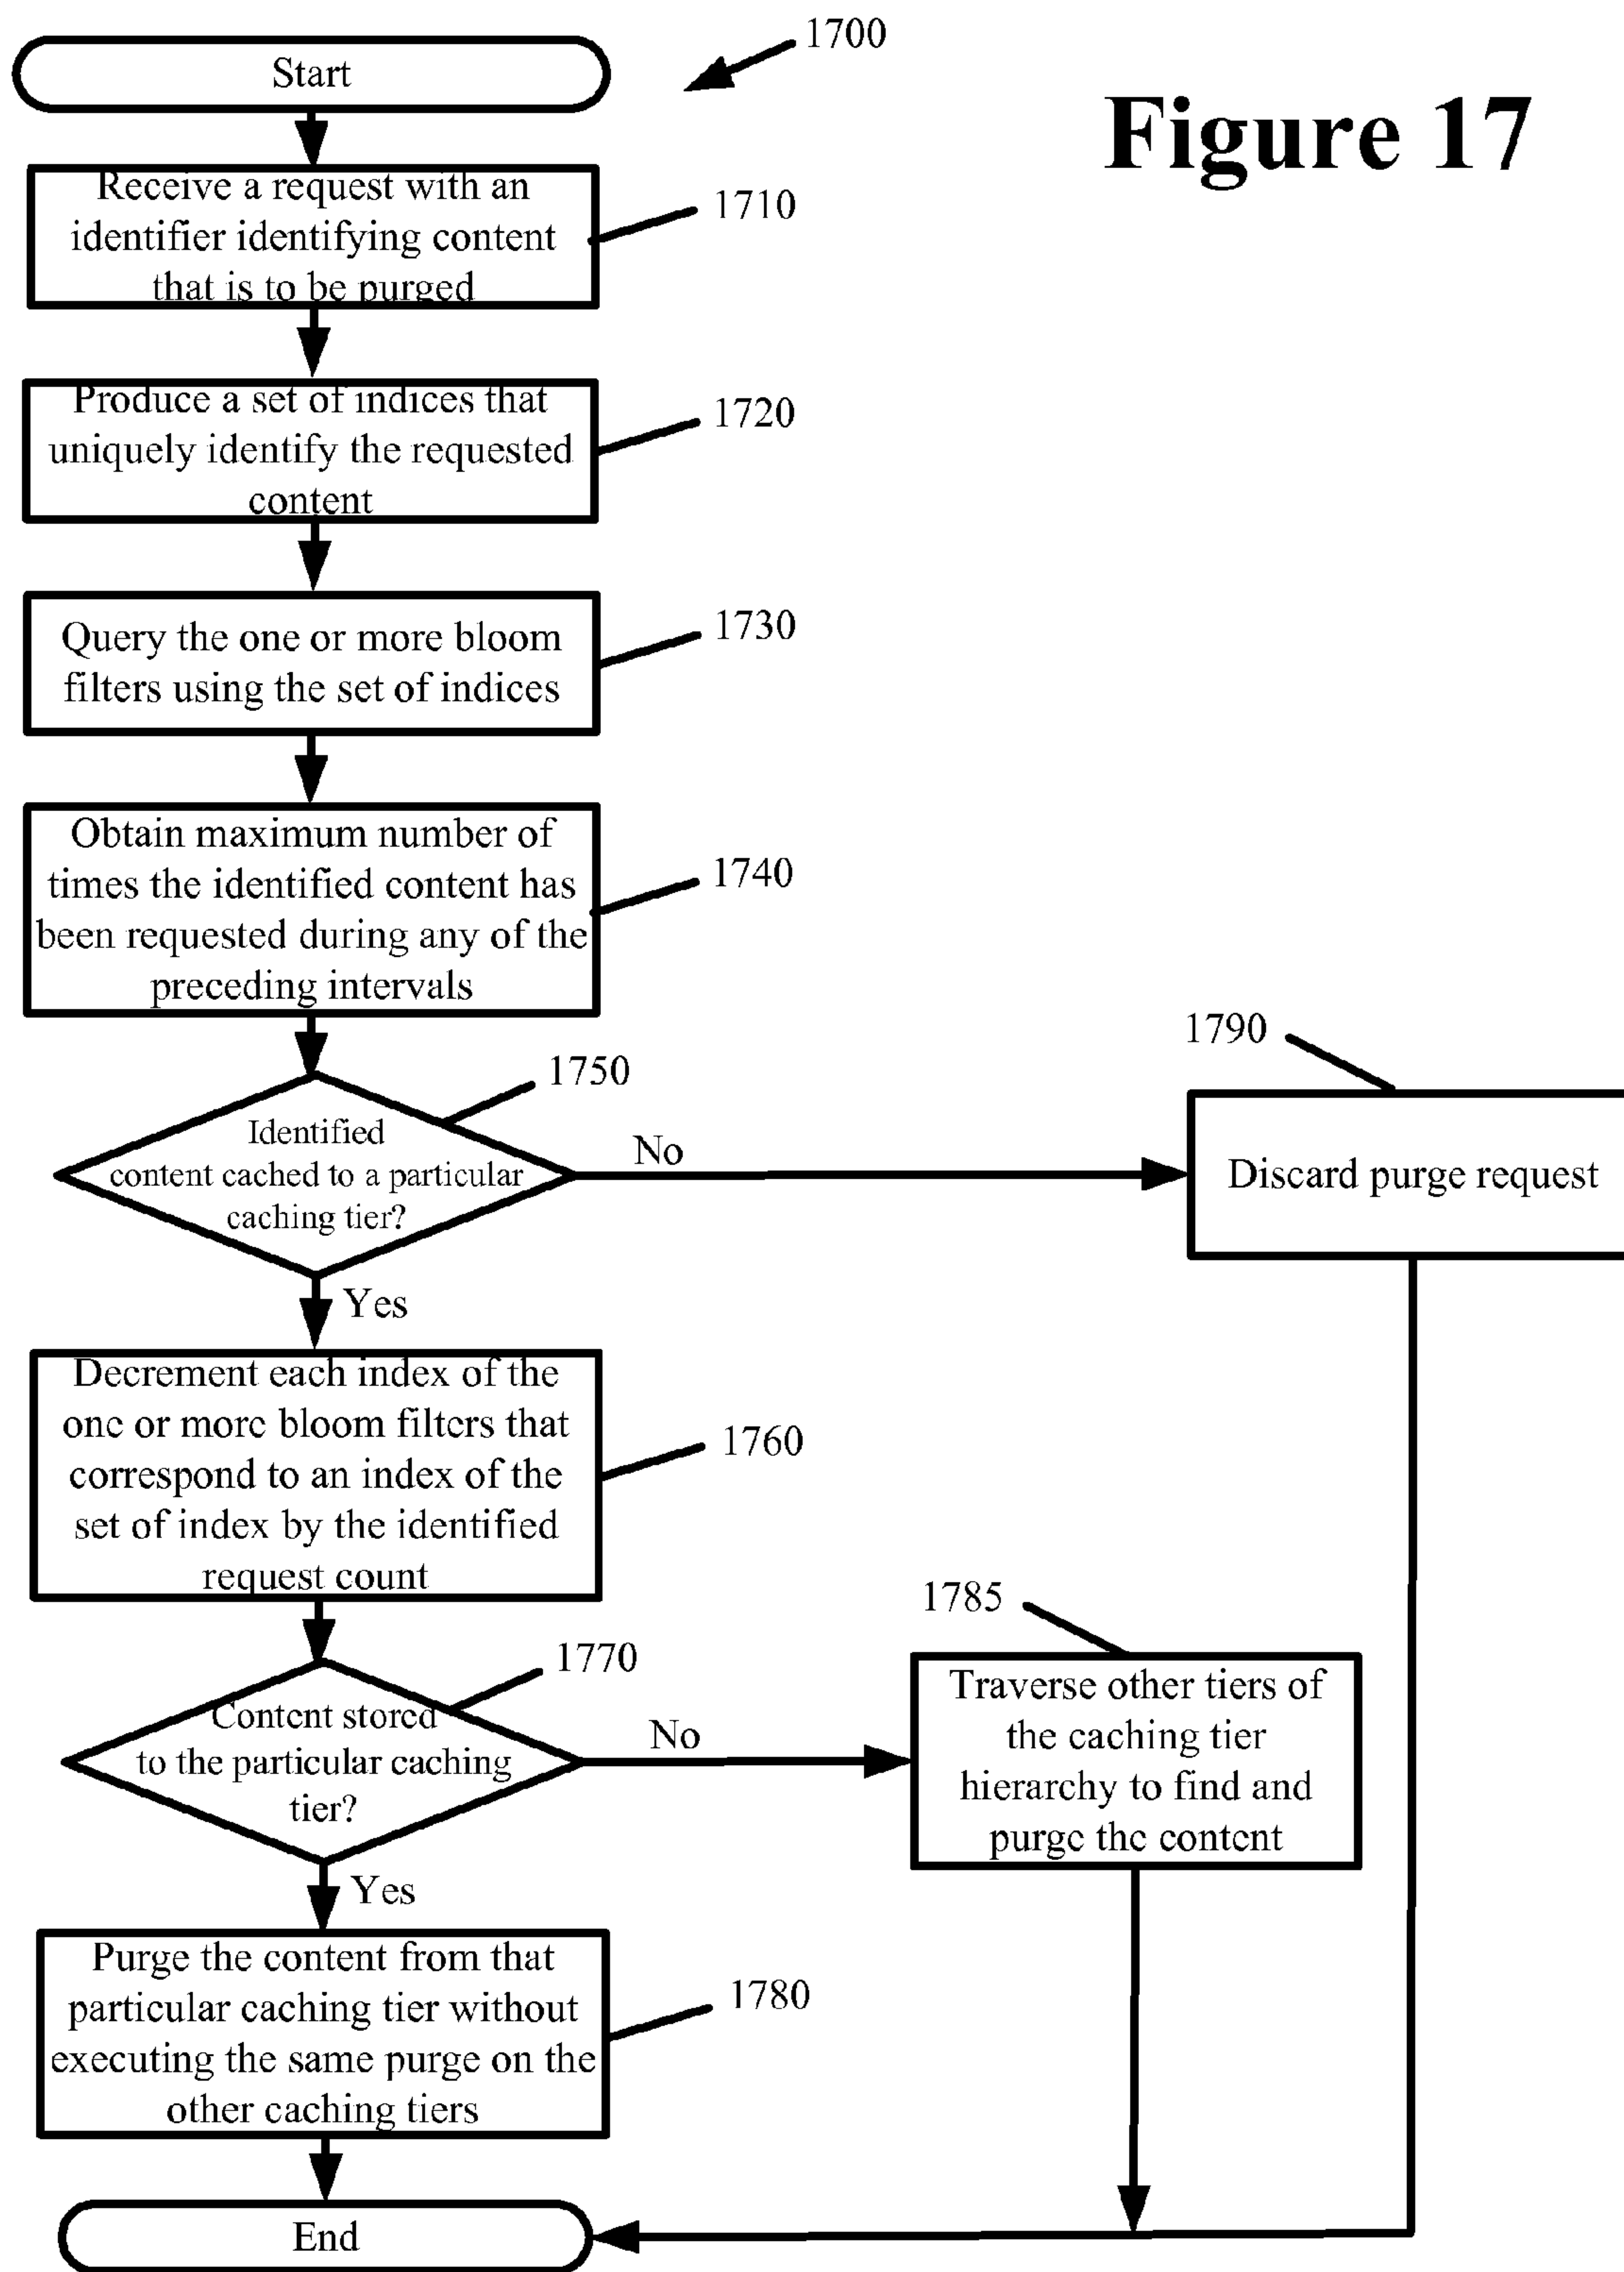 1700
Start
Figure 17
Receive a request with an
identifier identifying content
that is to be purged
1710
Produce a set of indices that
uniquely identify the requested
content
1720
Query the one or more bloom
filters using the set of indices
1730
Obtain maximum number of
times the identified content has
been requested during any of the
preceding intervals
1740
1750
Identified
content cached to a particular
caching tier?
No
1790
Discard purge request
Yes
Decrement each index of the
one or more bloom filters that
correspond to an index of the
set of index by the identified
request count
1760
1770
Content stored
to the particular caching
tier?
No
1785
Traverse other tiers of
the caching tier
hierarchy to find and
purge the content
Yes
Purge the content from that
particular caching tier without
executing the same purge on the
other caching tiers
1780
End